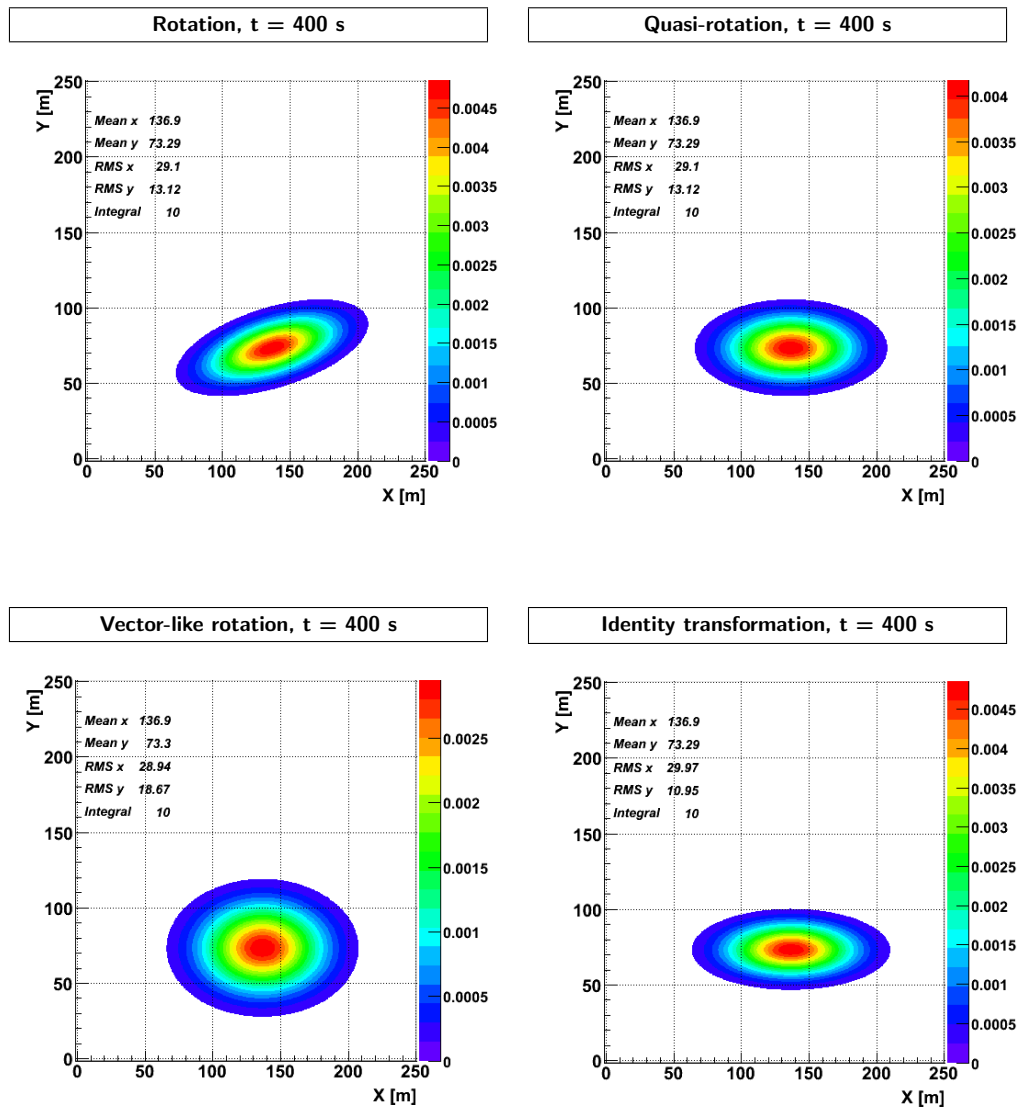 Rotation, t = 400 s
Y [m]
250
200
150
100
50
0
Mean x 136.9
Mean y 73.29
RMS x 29.1
RMS y 13.12
Integral 10
0 50 100 150 200 250
X [m]
0.0045
0.004
0.0035
0.003
0.0025
0.002
0.0015
0.001
0.0005
0
Quasi-rotation, t = 400 s
Y [m]
250
200
150
100
50
0
Mean x 136.9
Mean y 73.29
RMS x 29.1
RMS y 13.12
Integral 10
0 50 100 150 200 250
X [m]
0.004
0.0035
0.003
0.0025
0.002
0.0015
0.001
0.0005
0
Vector-like rotation, t = 400 s
Y [m]
250
200
150
100
50
0
Mean x 136.9
Mean y 73.3
RMS x 28.94
RMS y 18.67
Integral 10
0 50 100 150 200 250
X [m]
0.0025
0.002
0.0015
0.001
0.0005
0
Identity transformation, t = 400 s
Y [m]
250
200
150
100
50
0
Mean x 136.9
Mean y 73.29
RMS x 29.97
RMS y 10.95
Integral 10
0 50 100 150 200 250
X [m]
0.0045
0.004
0.0035
0.003
0.0025
0.002
0.0015
0.001
0.0005
0